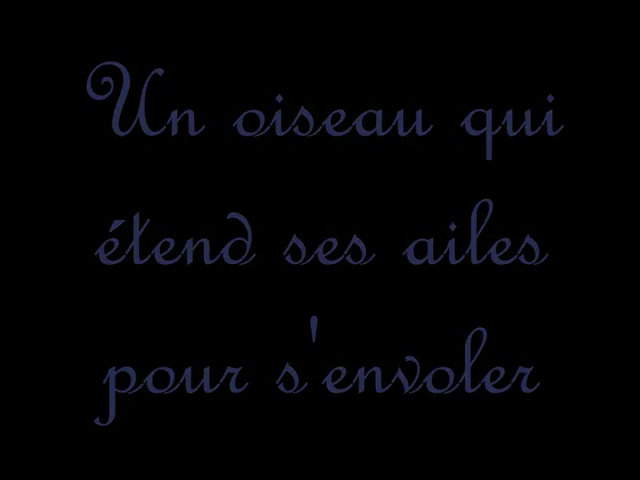 Un oiseau qui
étend ses ailes
pour s'envoler